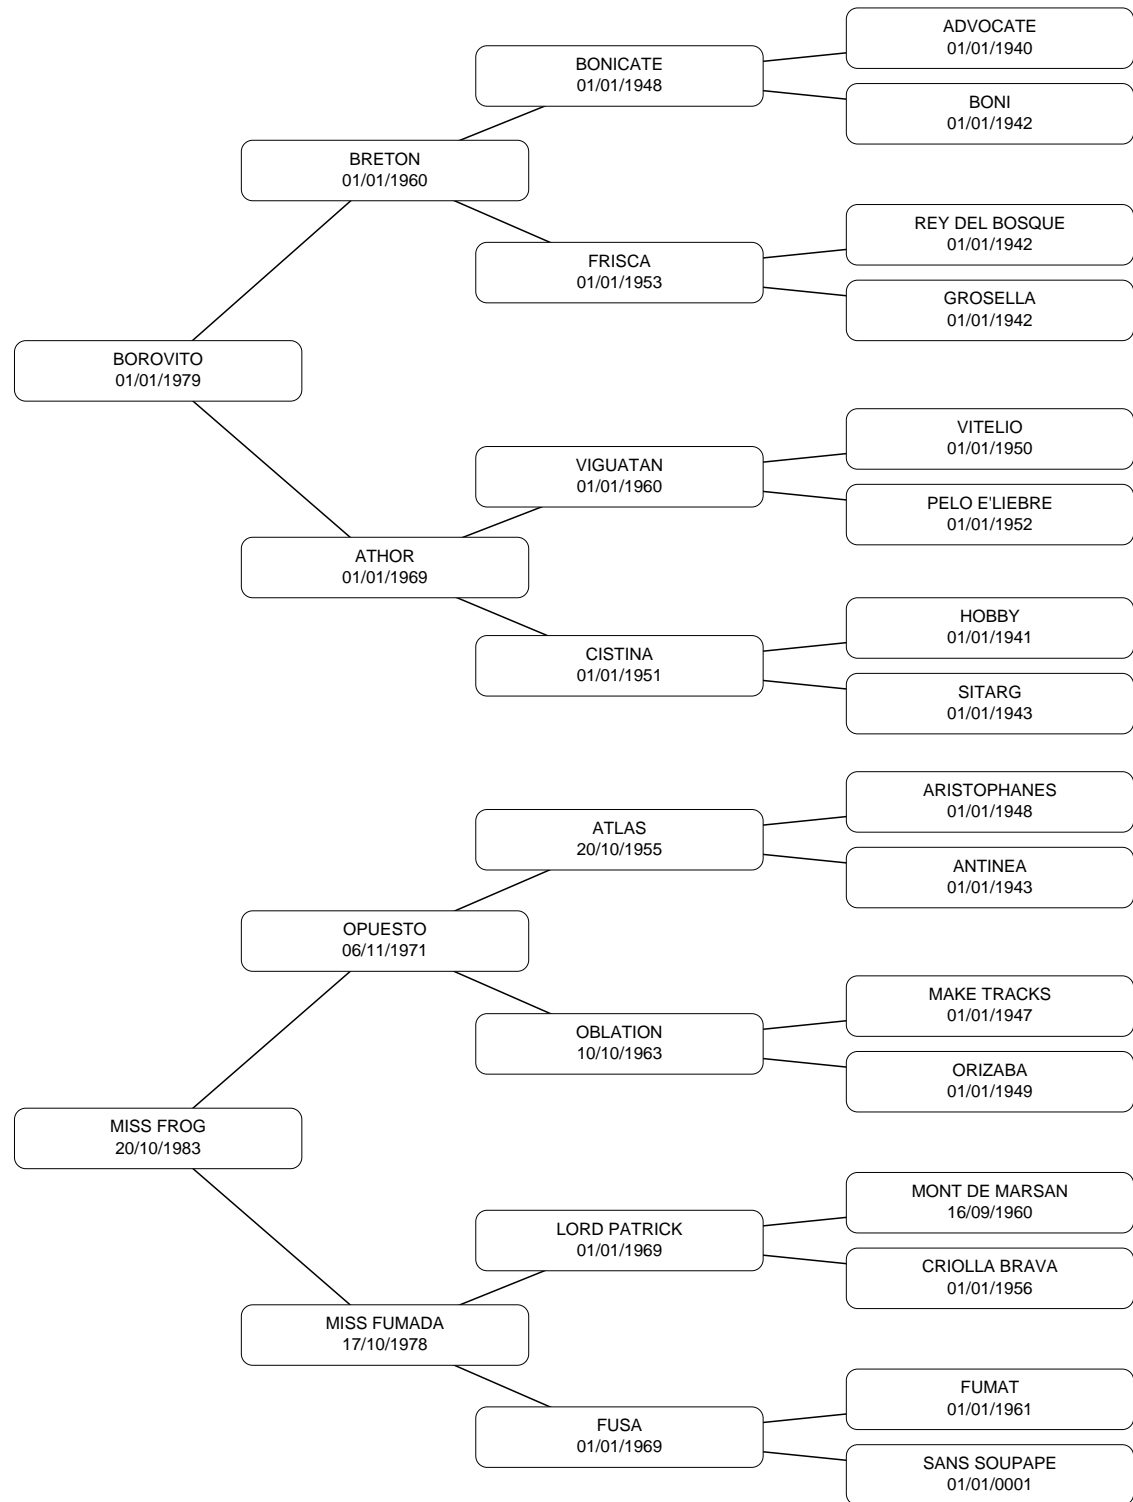 ADVOCATE
01/01/1940
BONICATE
01/01/1948
BONI
01/01/1942
BRETON
01/01/1960
REY DEL BOSQUE
01/01/1942
FRISCA
01/01/1953
GROSELLA
01/01/1942
BOROVITO
01/01/1979
VITELIO
01/01/1950
VIGUATAN
01/01/1960
PELO E'LIEBRE
01/01/1952
ATHOR
01/01/1969
HOBBY
01/01/1941
CISTINA
01/01/1951
SITARG
01/01/1943
ARISTOPHANES
01/01/1948
ATLAS
20/10/1955
ANTINEA
01/01/1943
OPUESTO
06/11/1971
MAKE TRACKS
01/01/1947
OBLATION
10/10/1963
ORIZABA
01/01/1949
MISS FROG
20/10/1983
MONT DE MARSAN
16/09/1960
LORD PATRICK
01/01/1969
CRIOLLA BRAVA
01/01/1956
MISS FUMADA
17/10/1978
FUMAT
01/01/1961
FUSA
01/01/1969
SANS SOUPAPE
01/01/0001